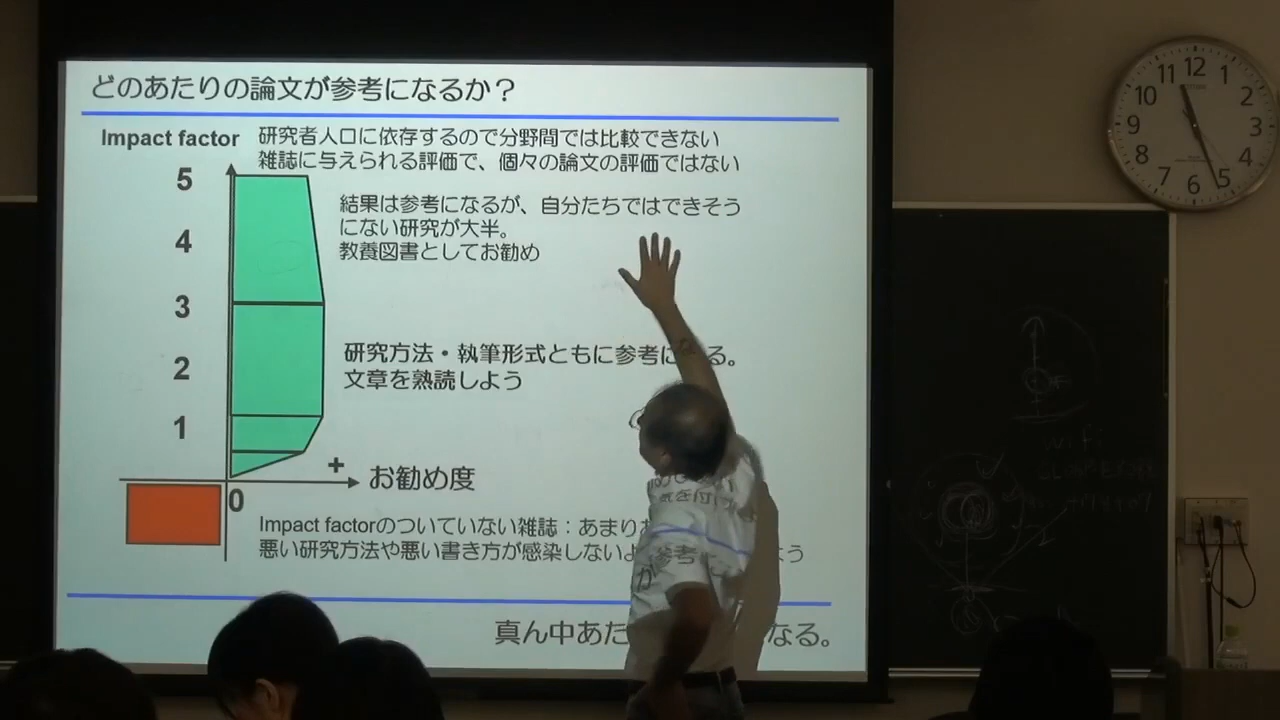 どのあたりの論文が参考になるか？
Impact factor
研究者人口に依存するので分野間では比較できない
雑誌に与えられる評価で、個々の論文の評価ではない
5
4
3
2
1
0
結果は参考になるが、自分たちではできそう
にない研究が大半。
教養図書としてお勧め
研究方法・執筆形式ともに参考になる。
文章を熟読しよう
+
お勧め度
Impact factorのついていない雑誌：あまりお
悪い研究方法や悪い書き方が感染しないよ
よう
真ん中あた
なる。
12
1
2
3
4
5
6
7
8
9
10
11
wifi